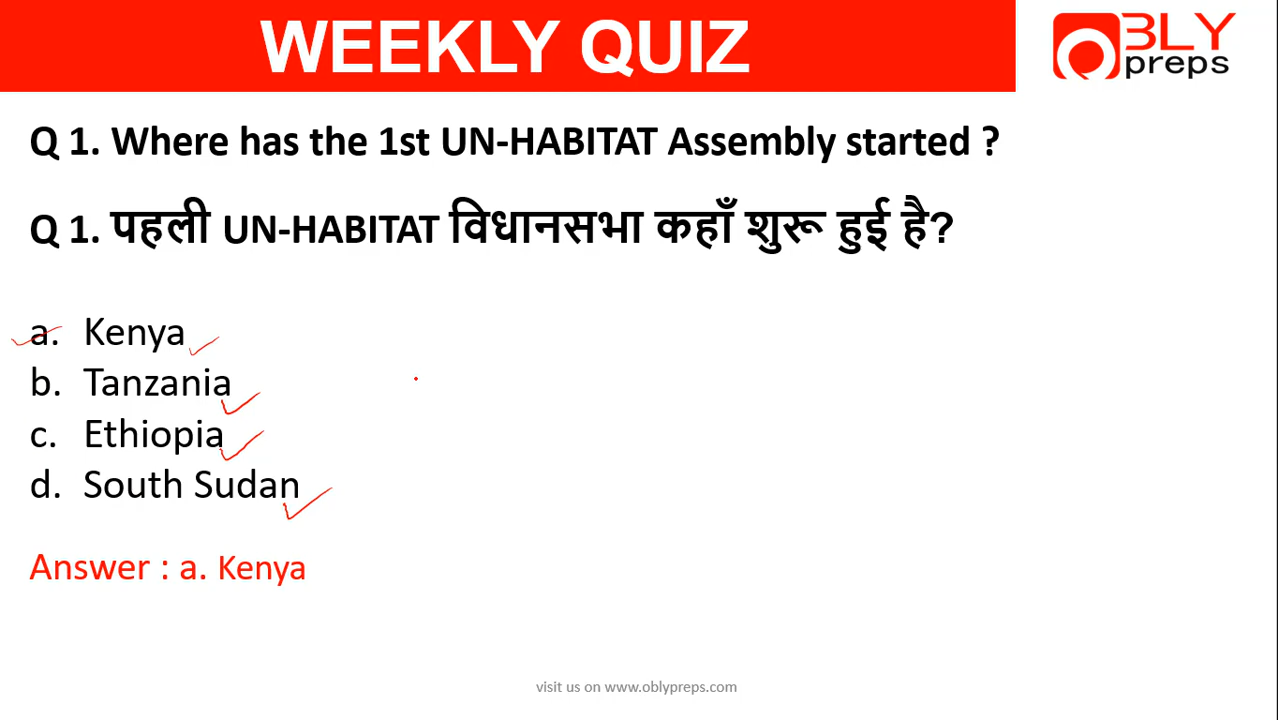 WEEKLY QUIZ
OBLY
preps
Q 1. Where has the 1st UN-HABITAT Assembly started ?
Q 1. पहली UN-HABITAT विधानसभा कहाँ शुरू हुई है?
a. Kenya
b. Tanzania
c. Ethiopia
d. South Sudan
Answer : a. Kenya
visit us on www.oblypreps.com